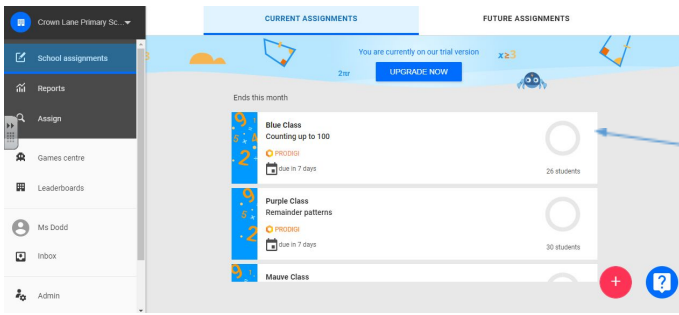 Crown Lane Primary Sc...
School assignments
Reports
Assign
Games centre
Leaderboards
Ms Dodd
Inbox
Admin
CURRENT ASSIGNMENTS
FUTURE ASSIGNMENTS
You are currently on our trial version
x≥3
2πr
UPGRADE NOW
Ends this month
Blue Class
Counting up to 100
PRODIGI
due in 7 days
26 students
Purple Class
Remainder patterns
PRODIGI
due in 7 days
30 students
Mauve Class